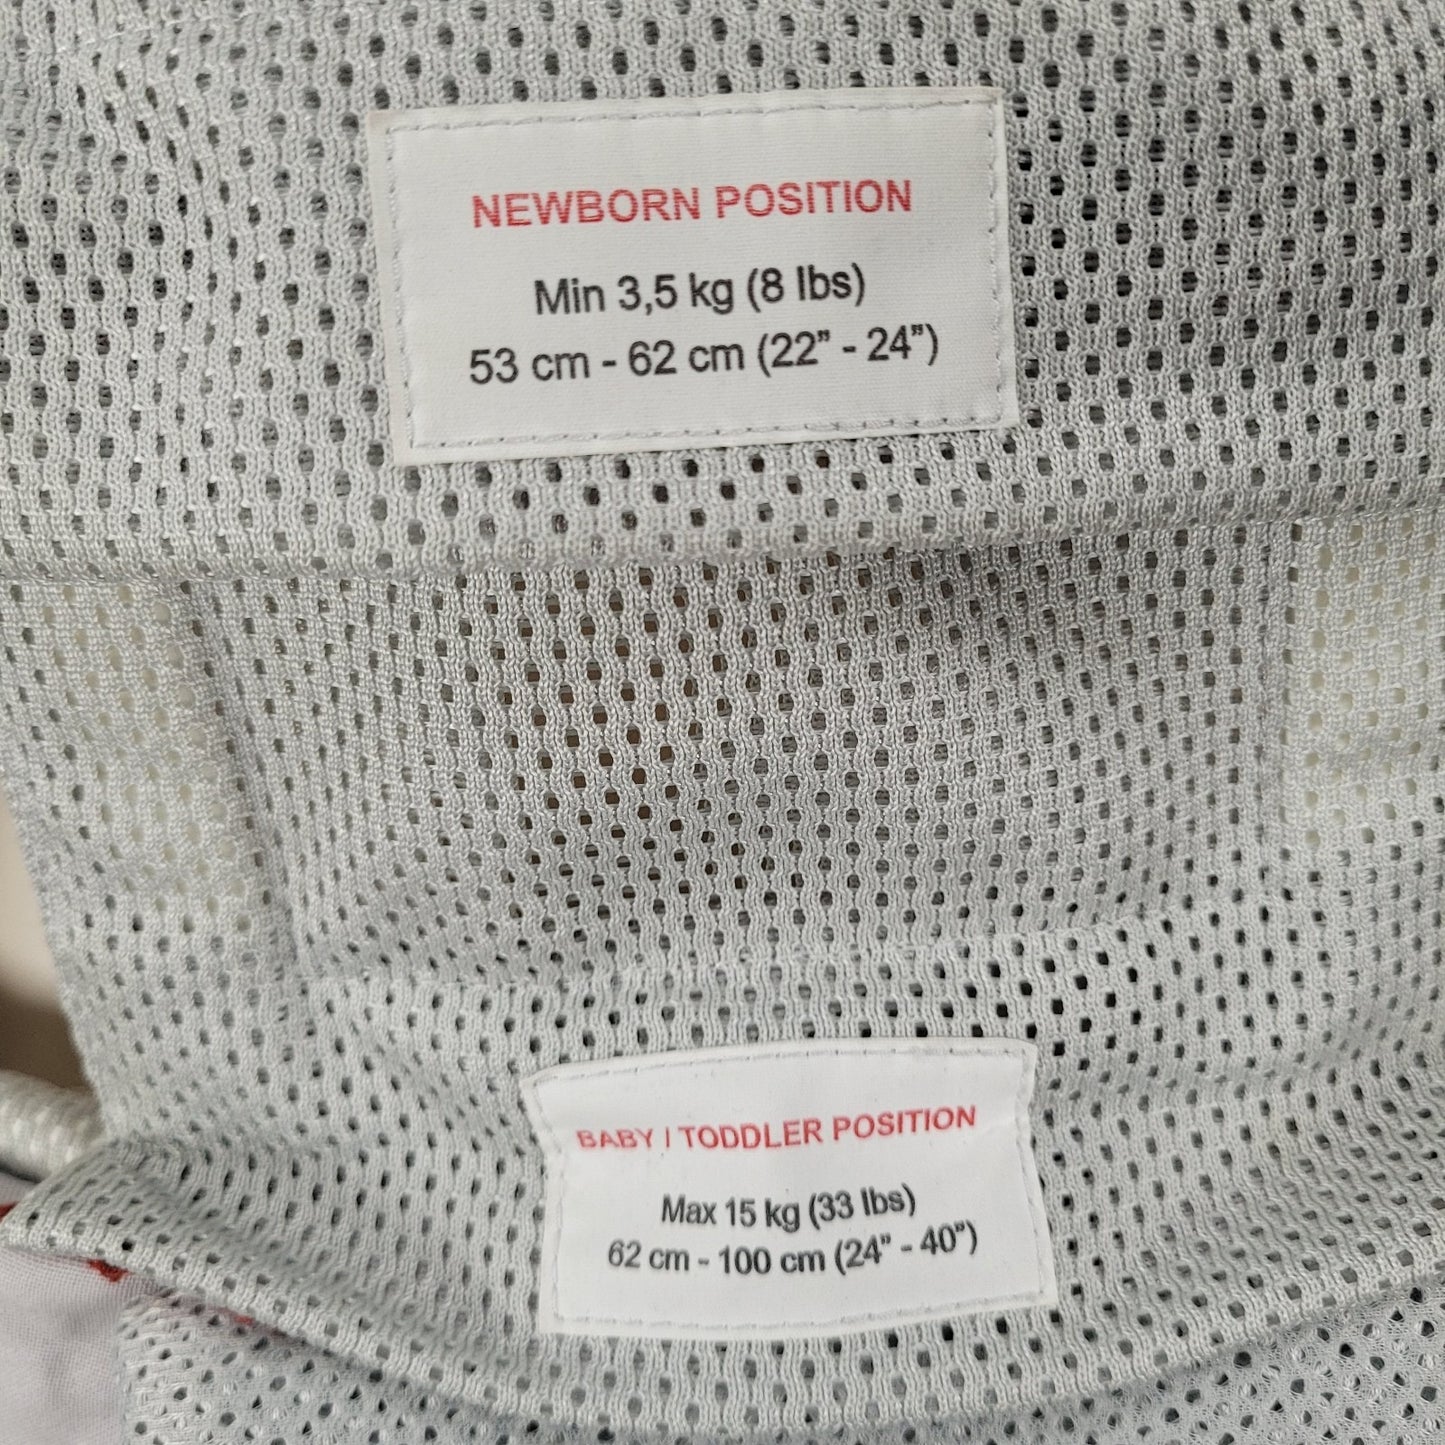 NEWBORN POSITION
Min 3,5 kg (8 lbs)
53 cm - 62 cm (22” - 24”)
BABY / TODDLER POSITION
Max 15 kg (33 lbs)
62 cm - 100 cm (24” - 40”)